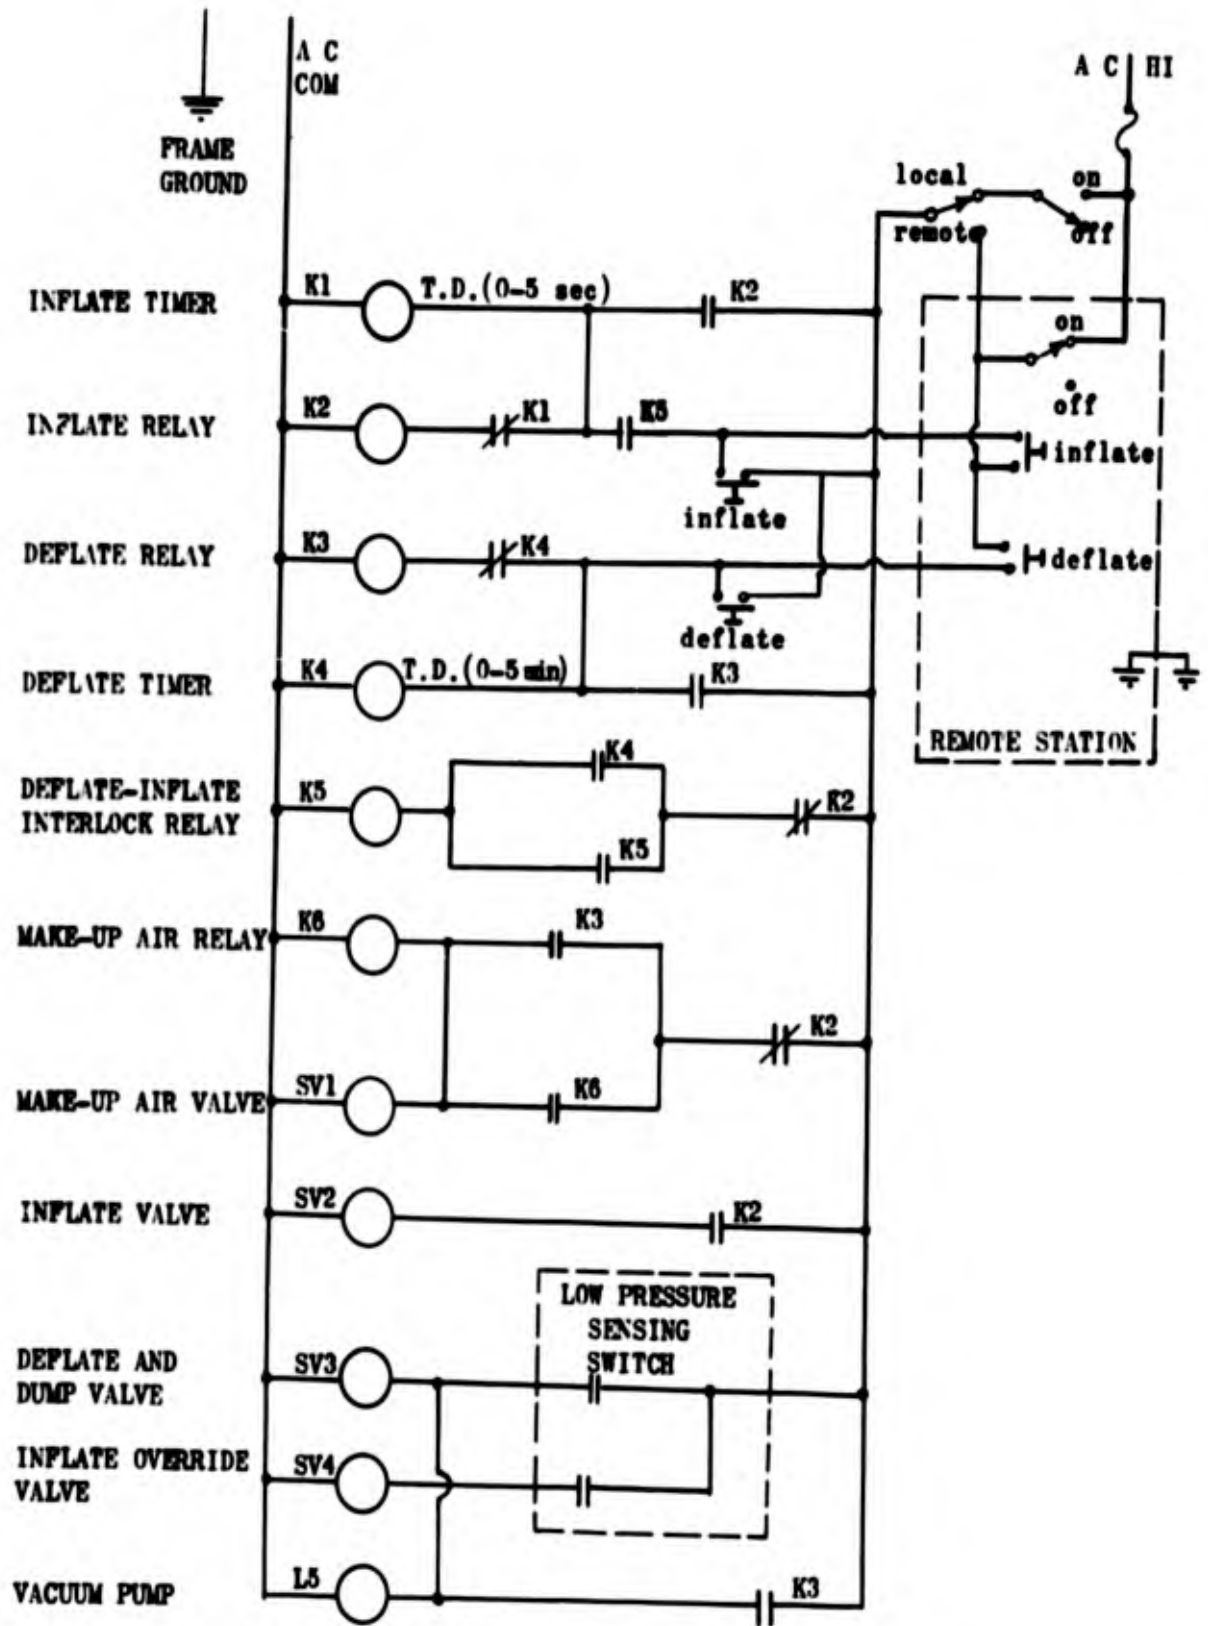 A C
COM
A C HI
FRAME
GROUND
local
on
remote
off
INFLATE TIMER
K1
T.D.(0-5 sec)
K2
on
off
INFLATE RELAY
K2
K1
K5
inflate
inflate
DEFLATE RELAY
K3
K4
deflate
deflate
DEFLATE TIMER
K4
T.D.(0-5 min)
K3
REMOTE STATION
DEFLATE-INFLATE
INTERLOCK RELAY
K5
K4
K2
K5
MAKE-UP AIR RELAY
K6
K3
K2
MAKE-UP AIR VALVE
SV1
K6
INFLATE VALVE
SV2
K2
LOW PRESSURE
SENSING
SWITCH
DEFLATE AND
DUMP VALVE
SV3
INFLATE OVERRIDE
VALVE
SV4
VACUUM PUMP
L5
K3